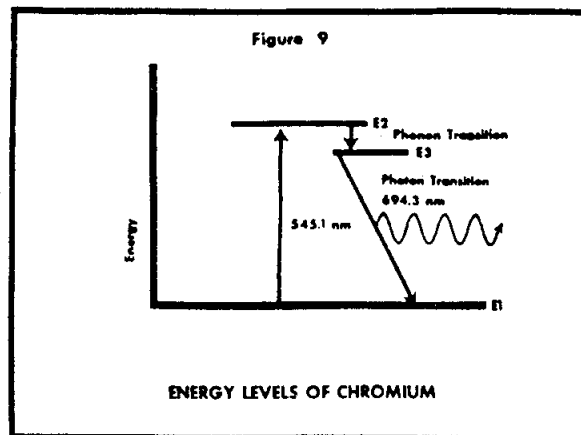 Figure 9
E2
Phonon Transition
E3
Photon Transition
694.3 nm
545.1 nm
Energy
E1
ENERGY LEVELS OF CHROMIUM